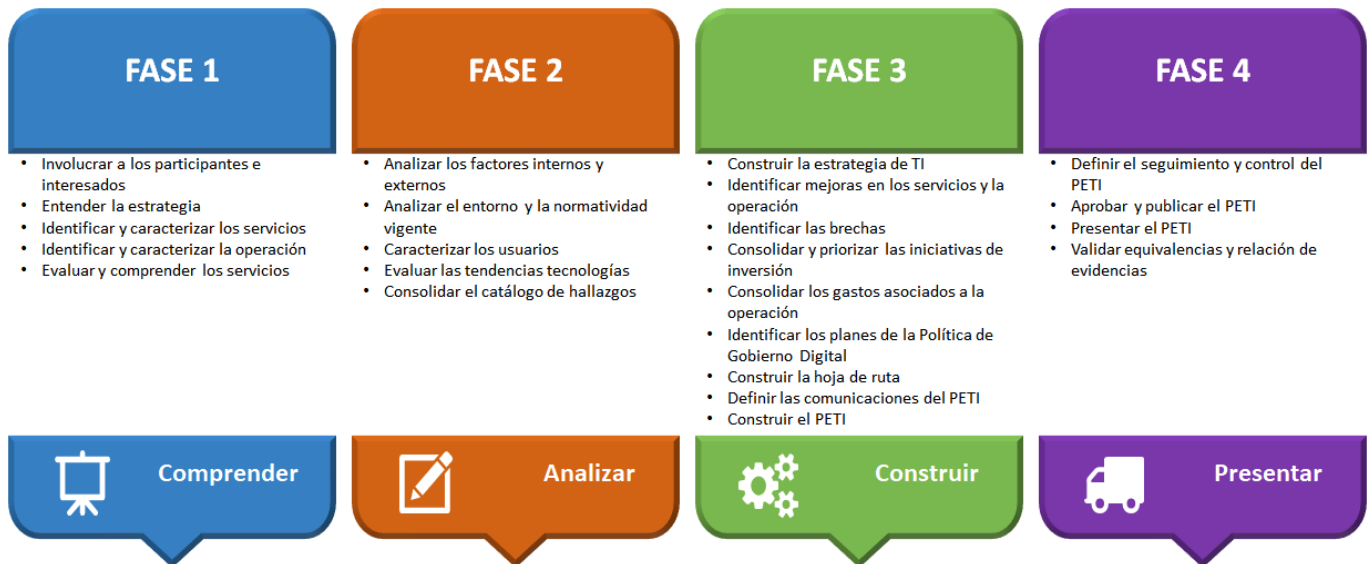 FASE 1
• Involucrar a los participantes e
interesados
• Entender la estrategia
• Identificar y caracterizar los servicios
• Identificar y caracterizar la operación
• Evaluar y comprender los servicios
Comprender
FASE 2
• Analizar los factores internos y
externos
• Analizar el entorno y la normatividad
vigente
• Caracterizar los usuarios
• Evaluar las tendencias tecnologías
• Consolidar el catálogo de hallazgos
Analizar
FASE 3
• Construir la estrategia de TI
• Identificar mejoras en los servicios y la
operación
• Identificar las brechas
• Consolidar y priorizar las iniciativas de
inversión
• Consolidar los gastos asociados a la
operación
• Identificar los planes de la Política de
Gobierno Digital
• Construir la hoja de ruta
• Definir las comunicaciones del PETI
• Construir el PETI
Construir
FASE 4
• Definir el seguimiento y control del
PETI
• Aprobar y publicar el PETI
• Presentar el PETI
• Validar equivalencias y relación de
evidencias
Presentar